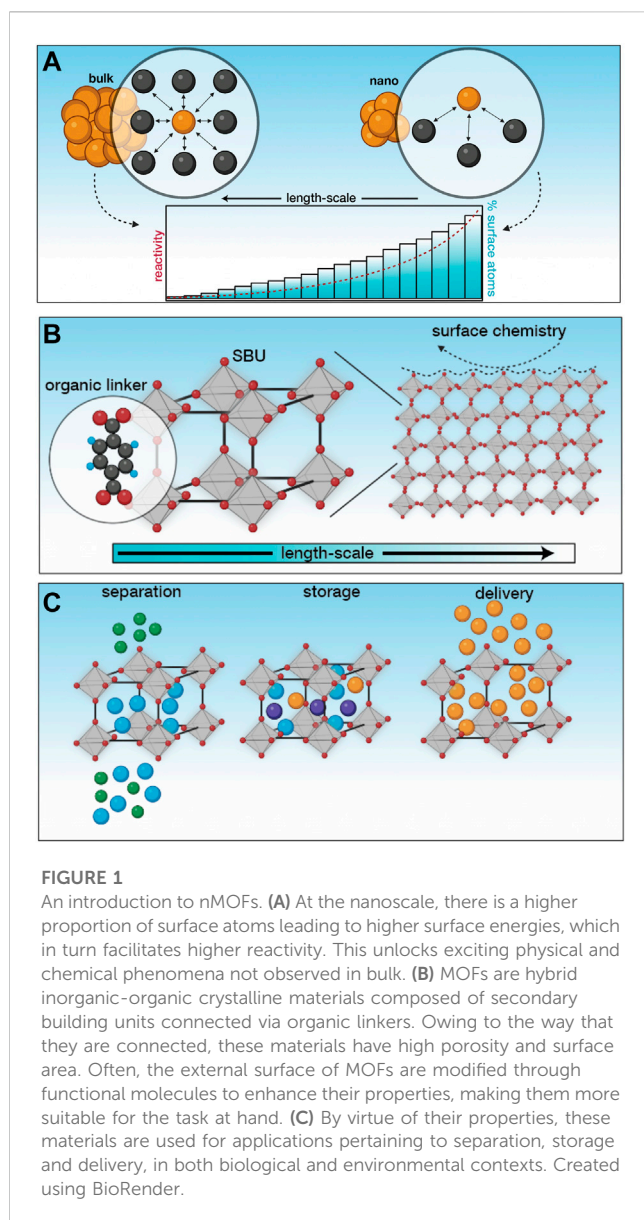 A
bulk
nano
length-scale
reactivity
% surface atoms
B
surface chemistry
SBU
organic linker
length-scale
C
separation
storage
delivery
FIGURE 1
An introduction to nMOFs. (A) At the nanoscale, there is a higher
proportion of surface atoms leading to higher surface energies, which
in turn facilitates higher reactivity. This unlocks exciting physical and
chemical phenomena not observed in bulk. (B) MOFs are hybrid
inorganic-organic crystalline materials composed of secondary
building units connected via organic linkers. Owing to the way that
they are connected, these materials have high porosity and surface
area. Often, the external surface of MOFs are modified through
functional molecules to enhance their properties, making them more
suitable for the task at hand. (C) By virtue of their properties, these
materials are used for applications pertaining to separation, storage
and delivery, in both biological and environmental contexts. Created
using BioRender.